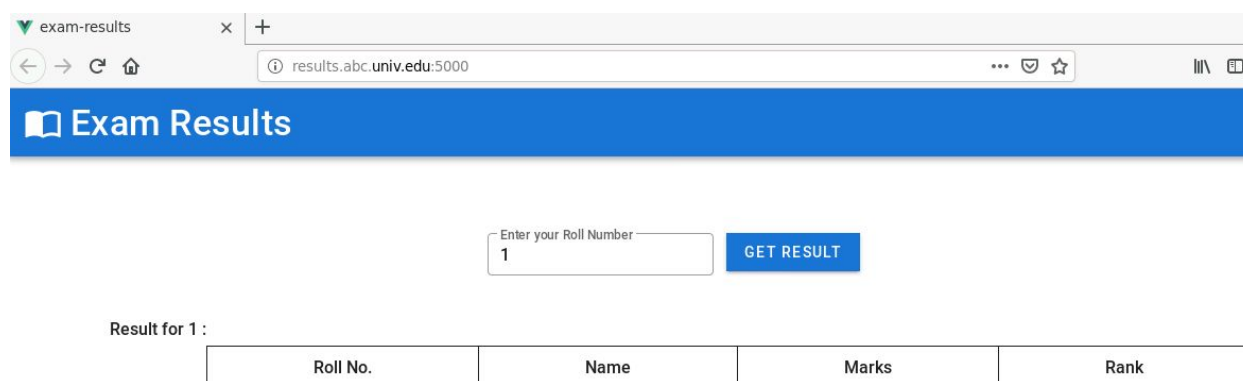 exam-results
results.abc.univ.edu:5000
Exam Results
Enter your Roll Number
1
GET RESULT
Result for 1 :
Roll No. Name Marks Rank